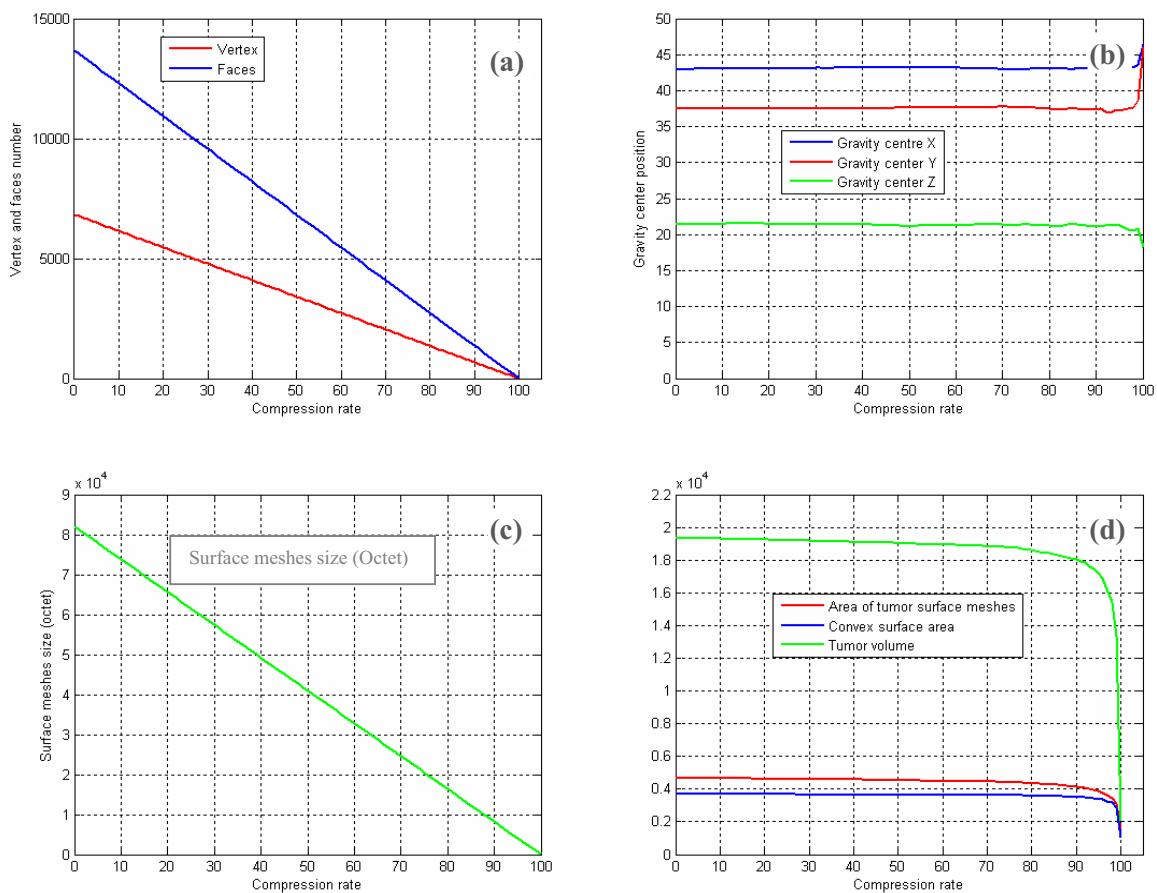 15000
10000
5000
0
Vertex and faces number
Vertex
Faces
(a)
0 10 20 30 40 50 60 70 80 90 100
Compression rate
50
45
40
35
30
25
20
15
10
5
0
Gravity center position
(b)
Gravity centre X
Gravity center Y
Gravity center Z
0 10 20 30 40 50 60 70 80 90 100
Compression rate
x 10^4
9
8
7
6
5
4
3
2
1
0
Surface meshes size (octet)
(c)
Surface meshes size (Octet)
0 10 20 30 40 50 60 70 80 90 100
Compression rate
x 10^4
2.2
2
1.8
1.6
1.4
1.2
1
0.8
0.6
0.4
0.2
0
(d)
Area of tumor surface meshes
Convex surface area
Tumor volume
0 10 20 30 40 50 60 70 80 90 100
Compression rate